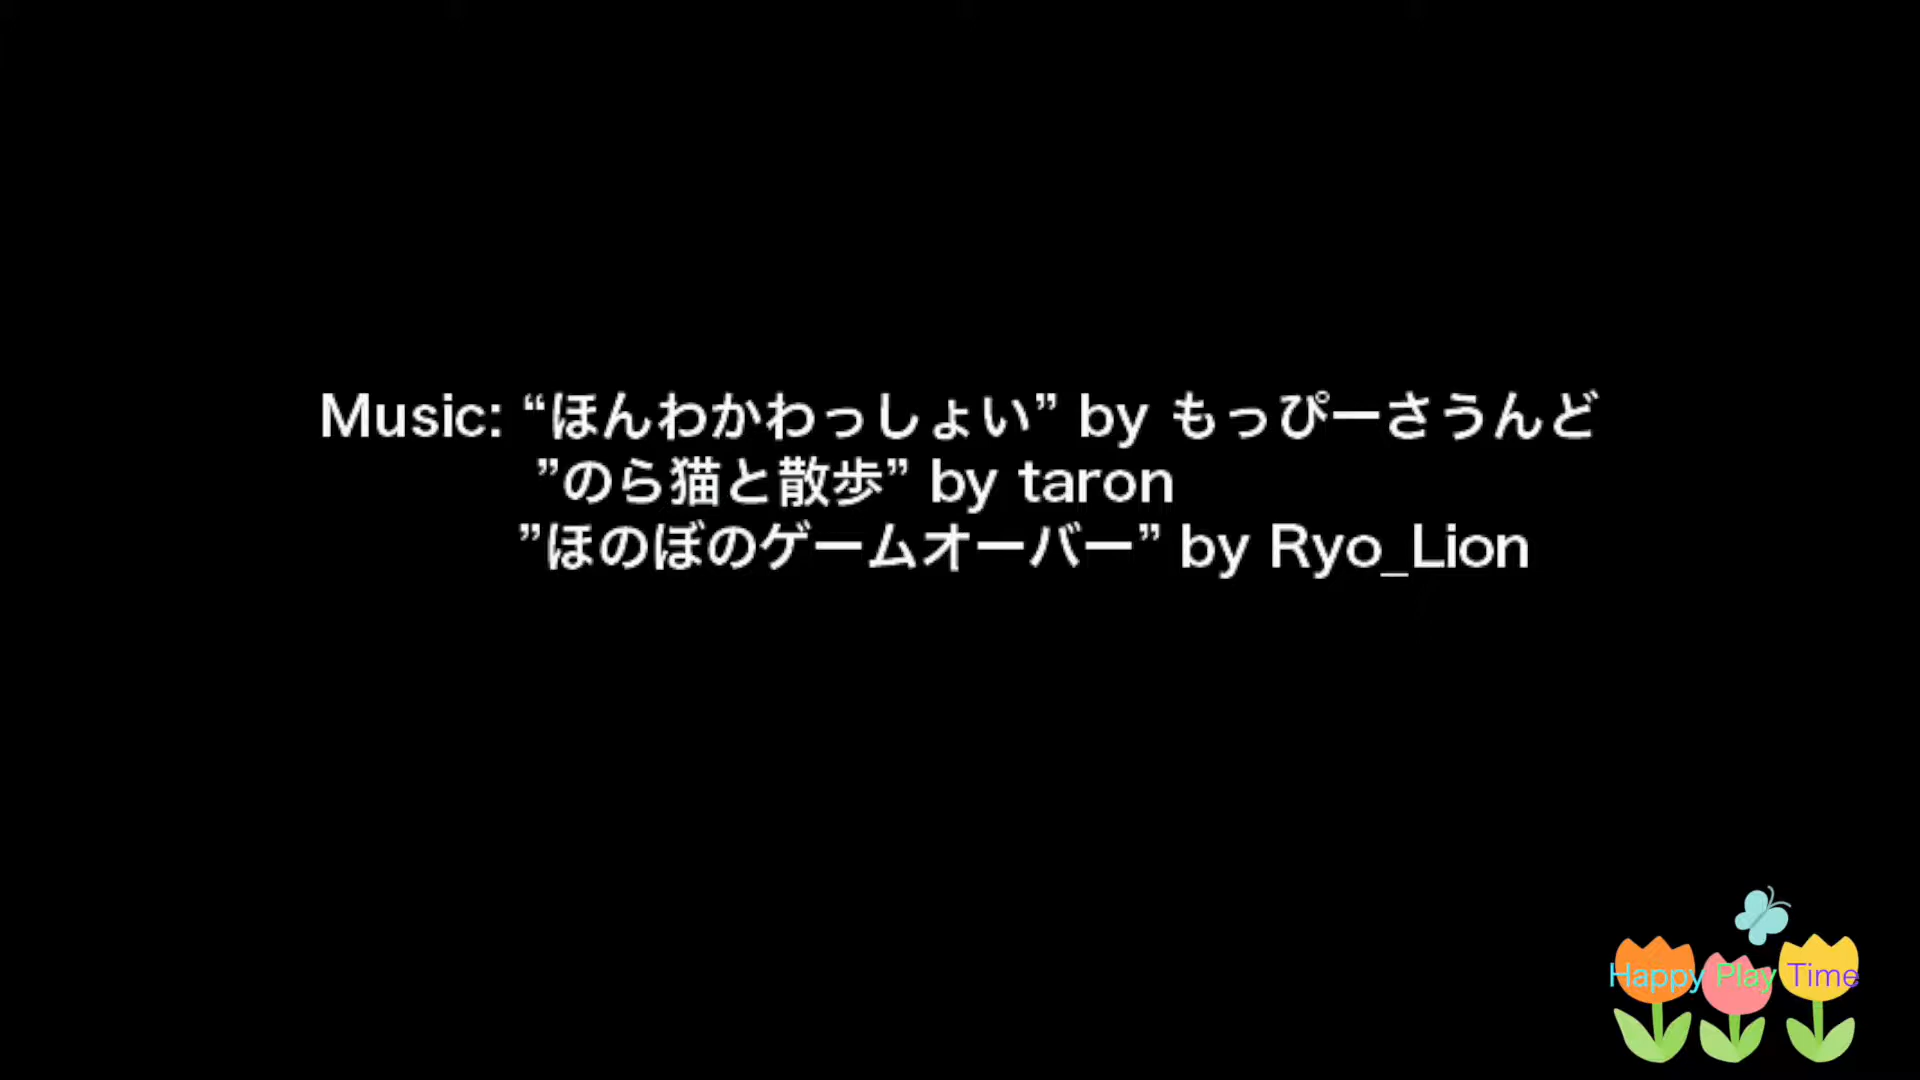 Music: “ほんわかわっしょい” by もっぴーさうんど
”のら猫と散歩” by taron
”ほのぼのゲームオーバー” by Ryo_Lion
Happy Play Time